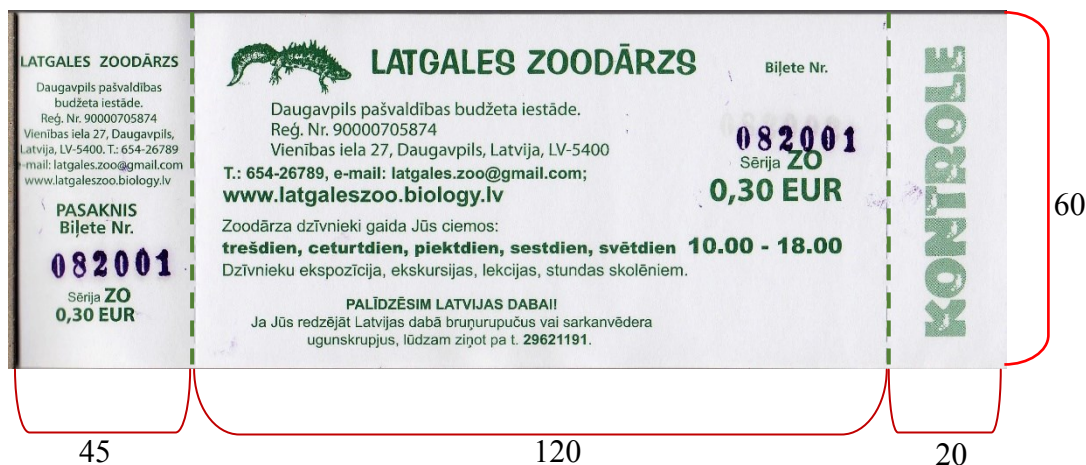 LATGALES ZOODĀRZS
Daugavpils pašvaldības
budžeta iestāde.
Reģ. Nr. 90000705874
Vienības iela 27, Daugavpils,
Latvija, LV-5400. T.: 654-26789
e-mail: latgales.zoo@gmail.com
www.latgaleszoo.biology.lv
PASAKNIS
Biļete Nr.
082001
Sērija ZO
0,30 EUR
LATGALES ZOODĀRZS
Biļete Nr.
Daugavpils pašvaldības budžeta iestāde.
Reģ. Nr. 90000705874
Vienības iela 27, Daugavpils, Latvija, LV-5400
T.: 654-26789, e-mail: latgales.zoo@gmail.com;
www.latgaleszoo.biology.lv
082001
Sērija ZO
0,30 EUR
Zoodārza dzīvnieki gaida Jūs ciemos:
trešdien, ceturtdien, piektdien, sestdien, svētdien 10.00 - 18.00
Dzīvnieku ekspozīcija, ekskursijas, lekcijas, stundas skolēniem.
PALĪDZĒSIM LATVIJAS DABAI!
Ja Jūs redzējāt Latvijas dabā bruņurupučus vai sarkanvēdera
ugunskrupjus, lūdzam ziņot pa t. 29621191.
KONTROLE
60
45
120
20